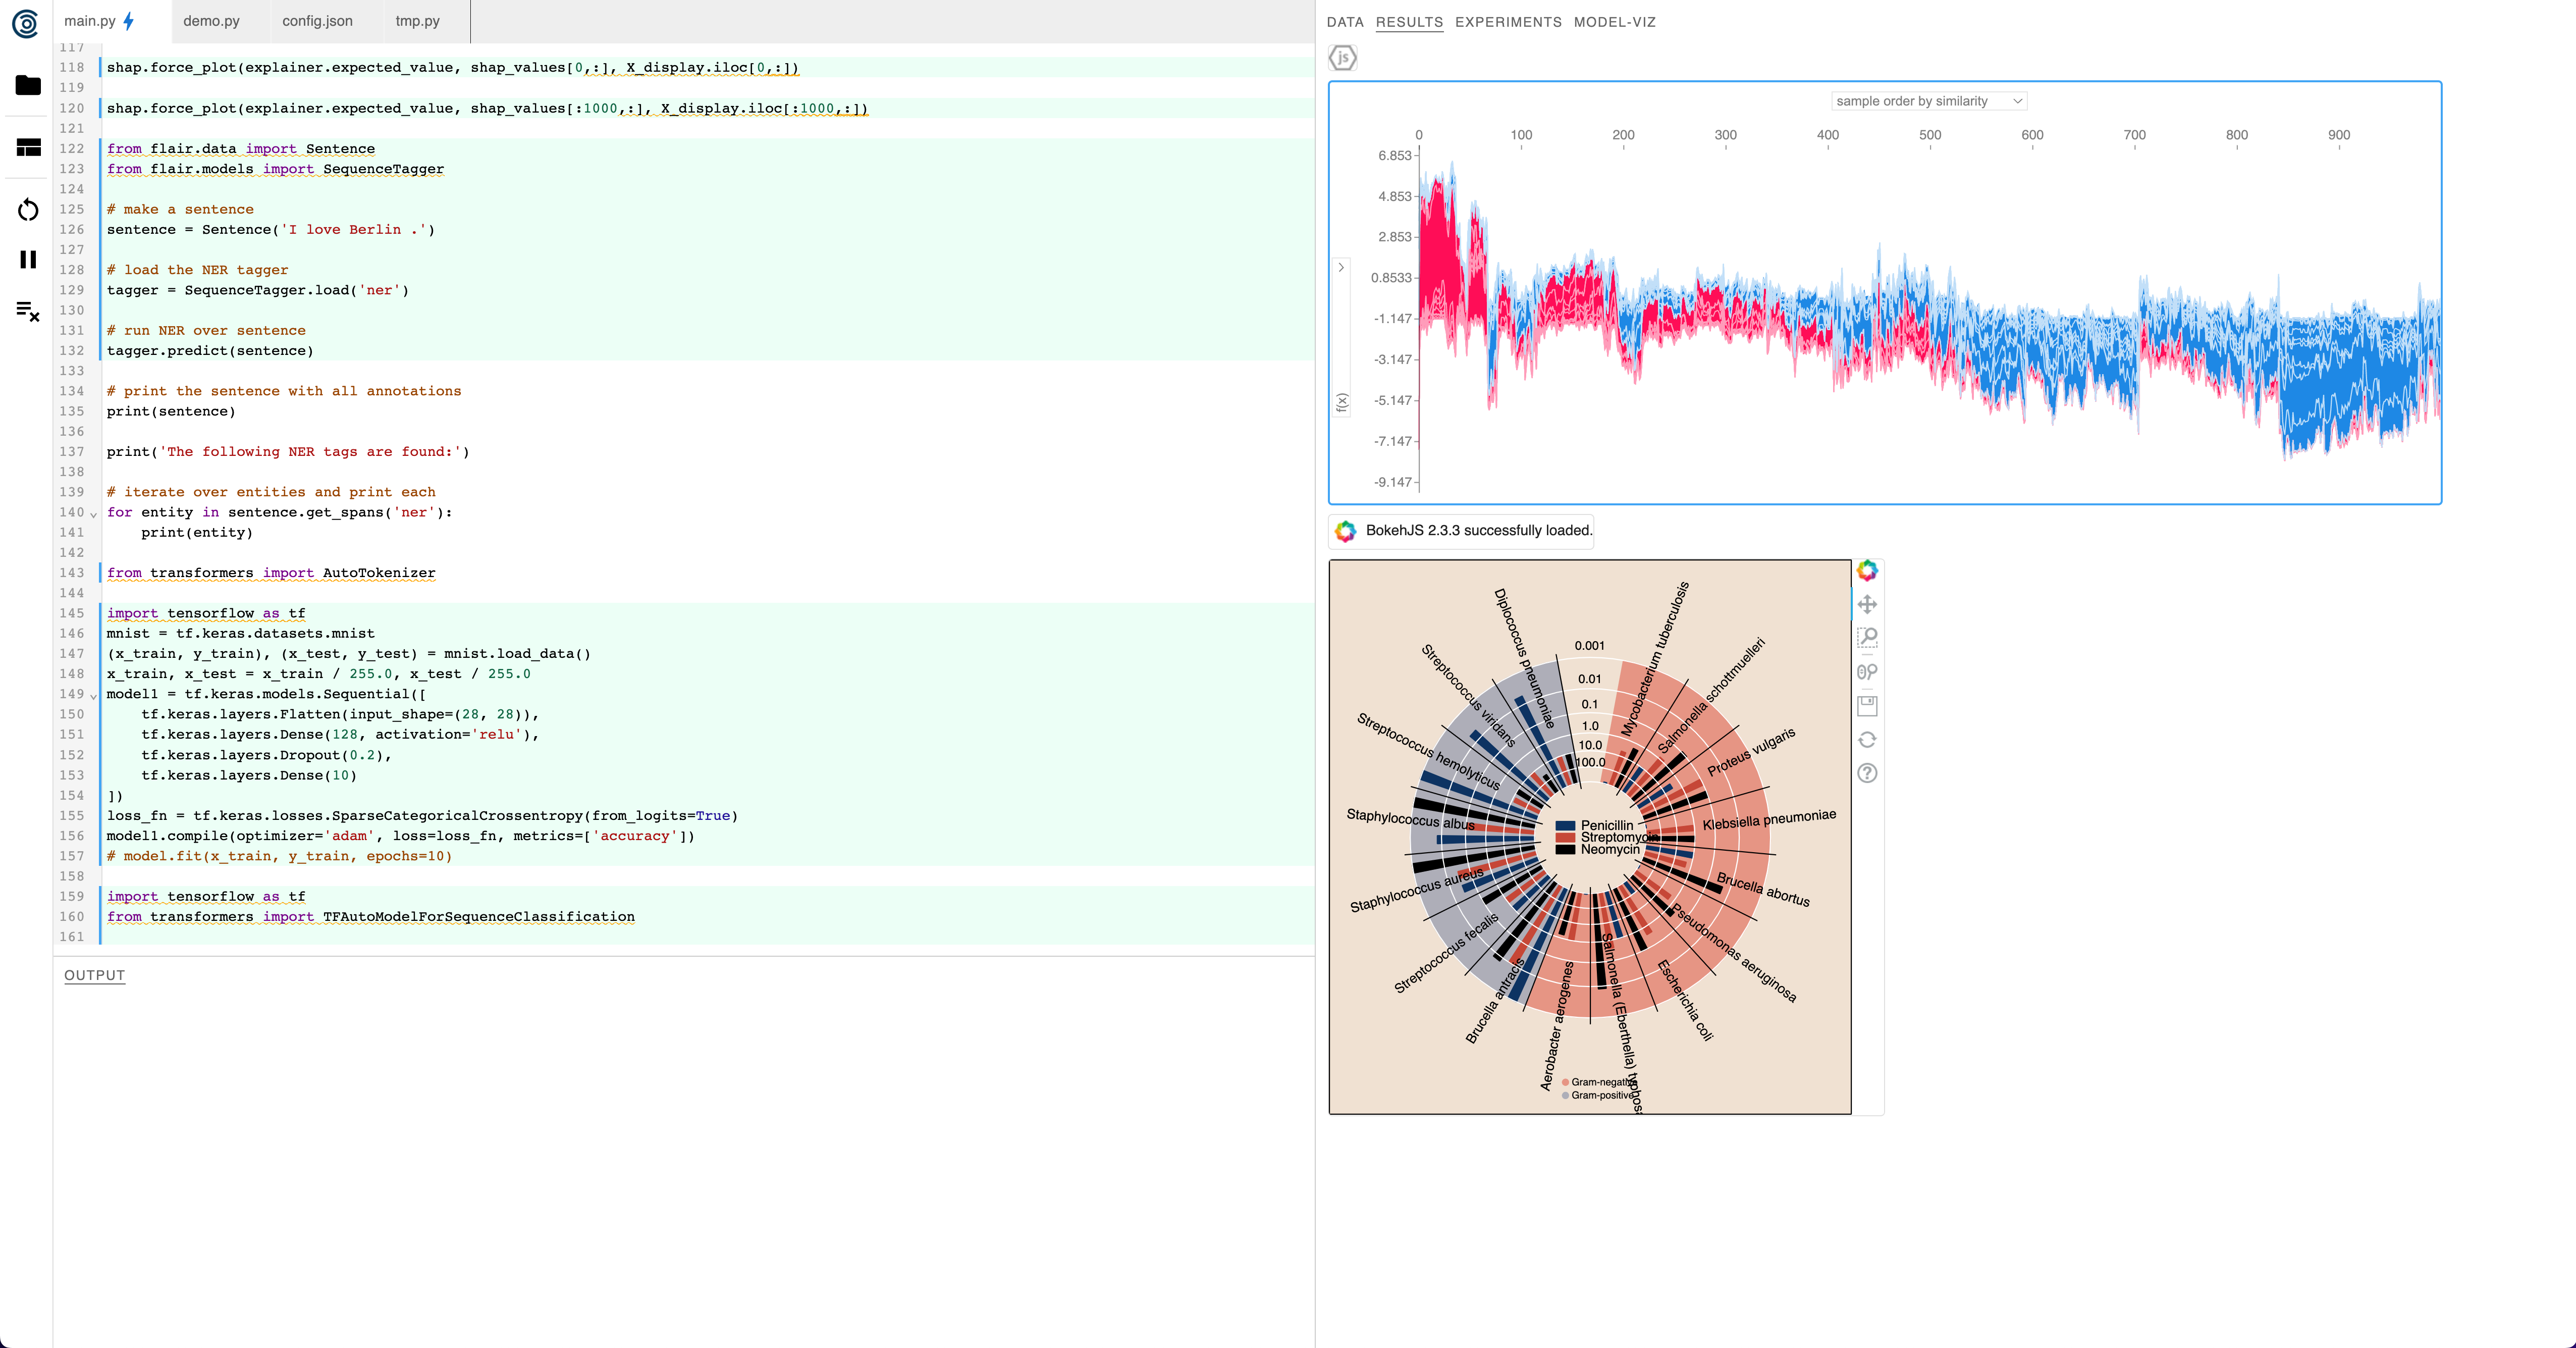 main.py
demo.py
config.json
tmp.py
117
118 shap.force_plot(explainer.expected_value, shap_values[0,:], X_display.iloc[0,:])
119
120 shap.force_plot(explainer.expected_value, shap_values[:1000,:], X_display.iloc[:1000,:])
121
122 from flair.data import Sentence
123 from flair.models import SequenceTagger
124
125 # make a sentence
126 sentence = Sentence('I love Berlin .')
127
128 # load the NER tagger
129 tagger = SequenceTagger.load('ner')
130
131 # run NER over sentence
132 tagger.predict(sentence)
133
134 # print the sentence with all annotations
135 print(sentence)
136
137 print('The following NER tags are found:')
138
139 # iterate over entities and print each
140 for entity in sentence.get_spans('ner'):
141     print(entity)
142
143 from transformers import AutoTokenizer
144
145 import tensorflow as tf
146 mnist = tf.keras.datasets.mnist
147 (x_train, y_train), (x_test, y_test) = mnist.load_data()
148 x_train, x_test = x_train / 255.0, x_test / 255.0
149 model1 = tf.keras.models.Sequential([
150     tf.keras.layers.Flatten(input_shape=(28, 28)),
151     tf.keras.layers.Dense(128, activation='relu'),
152     tf.keras.layers.Dropout(0.2),
153     tf.keras.layers.Dense(10)
154 ])
155 loss_fn = tf.keras.losses.SparseCategoricalCrossentropy(from_logits=True)
156 model1.compile(optimizer='adam', loss=loss_fn, metrics=['accuracy'])
157 # model.fit(x_train, y_train, epochs=10)
158
159 import tensorflow as tf
160 from transformers import TFAutoModelForSequenceClassification
161
OUTPUT
DATA RESULTS EXPERIMENTS MODEL-VIZ
js
sample order by similarity
0 100 200 300 400 500 600 700 800 900
6.853
4.853
2.853
0.8533
-1.147
-3.147
-5.147
-7.147
-9.147
f(x)
BokehJS 2.3.3 successfully loaded.
0.001
0.01
0.1
1.0
10.0
100.0
Mycobacterium tuberculosis
Salmonella schottmuelleri
Proteus vulgaris
Klebsiella pneumoniae
Brucella abortus
Pseudomonas aeruginosa
Escherichia coli
Salmonella (Eberthella) typhosa
Aerobacter aerogenes
Brucella antracis
Streptococcus fecalis
Staphylococcus aureus
Staphylococcus albus
Streptococcus hemolyticus
Streptococcus viridans
Diplococcus pneumoniae
Penicillin
Streptomycin
Neomycin
Gram-negative
Gram-positive